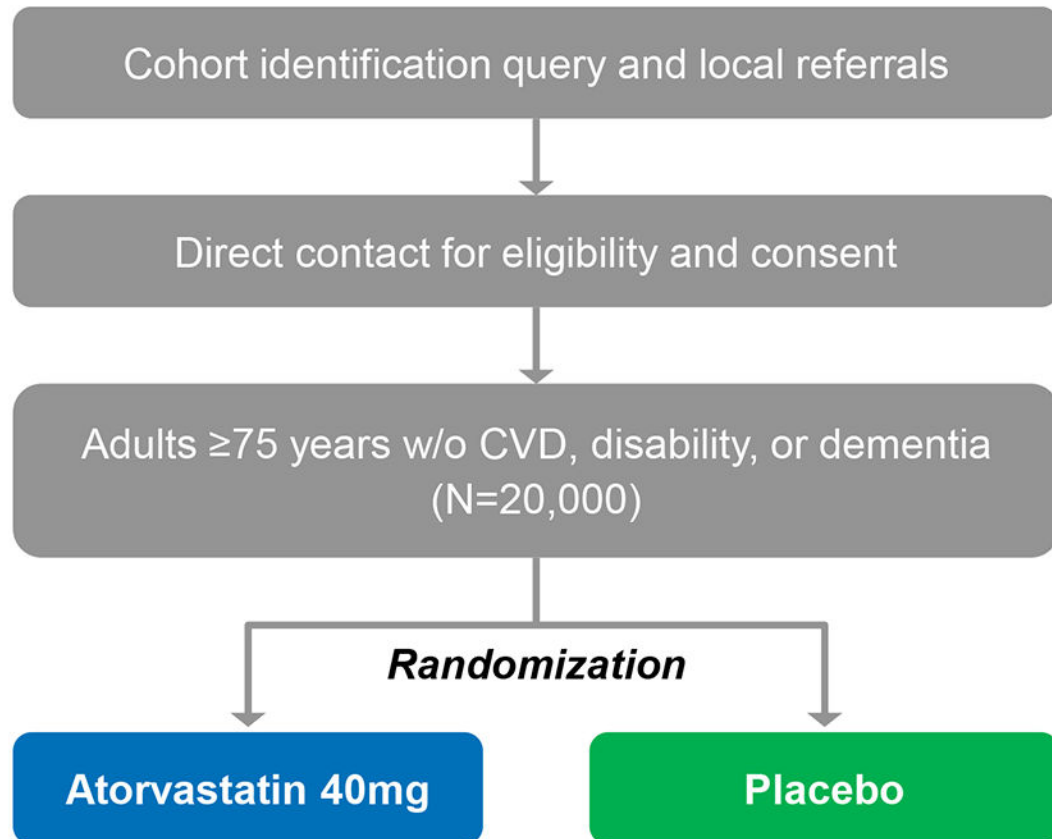 Cohort identification query and local referrals
Direct contact for eligibility and consent
Adults ≥75 years w/o CVD, disability, or dementia
(N=20,000)
Randomization
Atorvastatin 40mg
Placebo